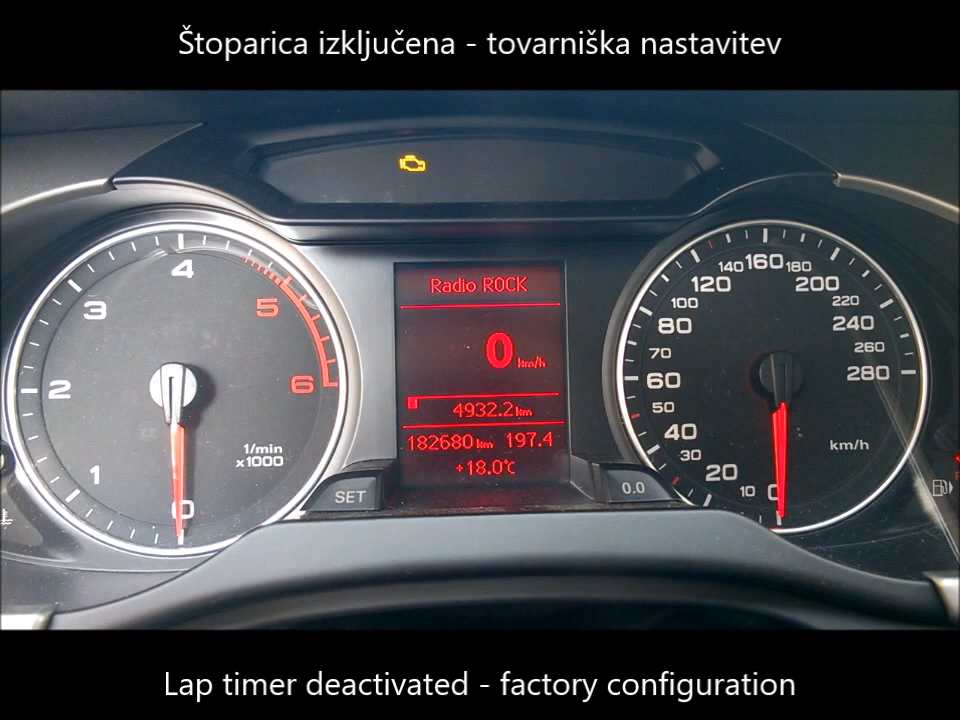 Štoparica izključena - tovarniška nastavitev
4
3
5
2
6
1
1/min
x1000
0
SET
Radio ROCK
0 km/h
4932.2 km
182680 km 197.4
+18.0°C
0.0
140 160 180
120 200
100 220
80 240
70 260
60 280
50
40 km/h
30
20
10 0
Lap timer deactivated - factory configuration